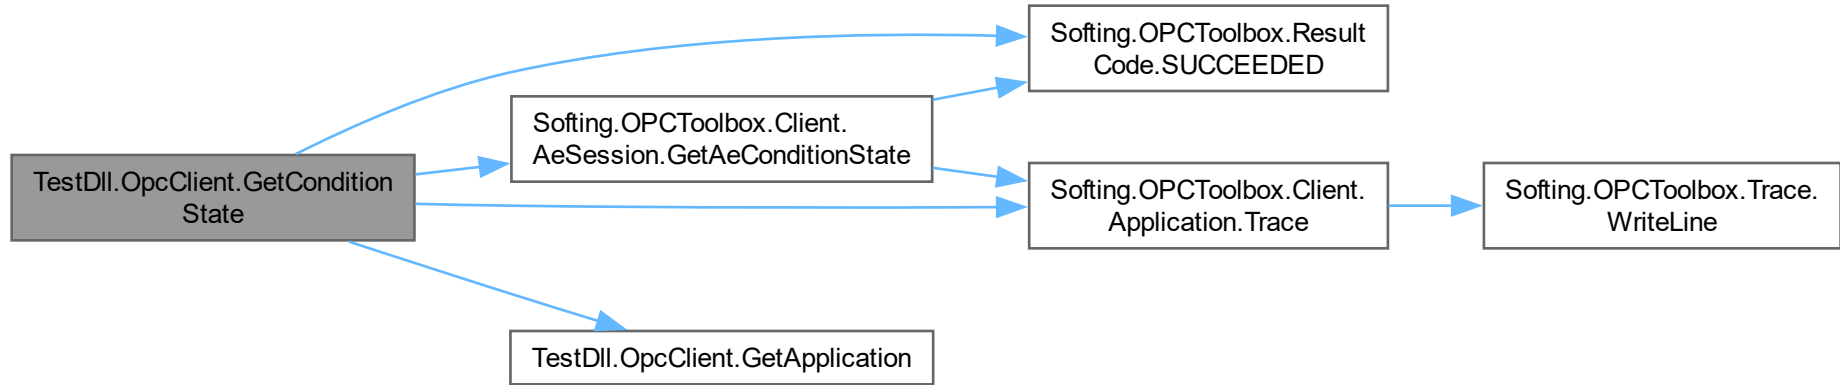 TestDll.OpcClient.GetCondition
State
Softing.OPCToolbox.Client.
AeSession.GetAeConditionState
Softing.OPCToolbox.Result
Code.SUCCEEDED
Softing.OPCToolbox.Client.
Application.Trace
Softing.OPCToolbox.Trace.
WriteLine
TestDll.OpcClient.GetApplication